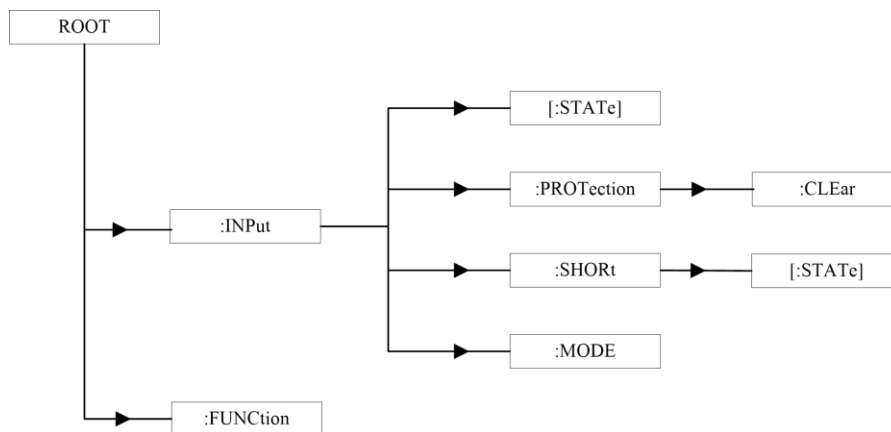 ROOT
[:STATe]
:PROTection
:CLEar
:INPut
:SHORt
[:STATe]
:MODE
:FUNCtion